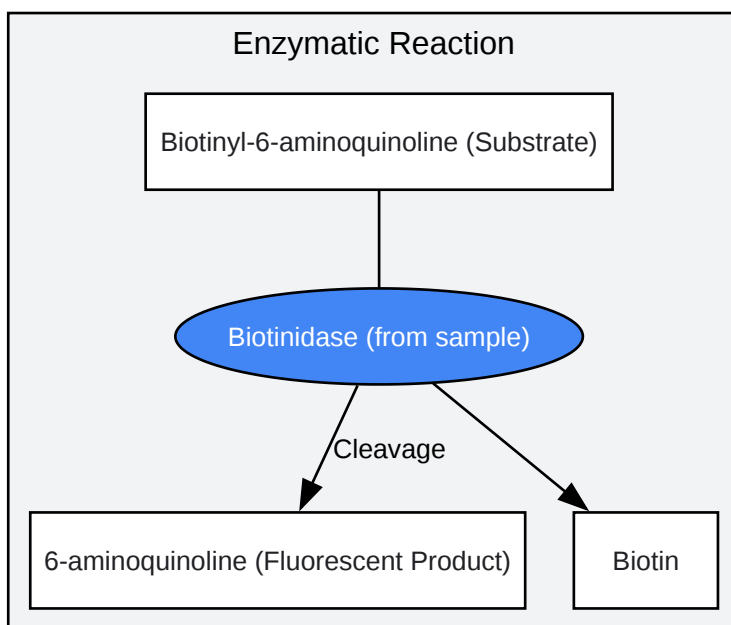 Enzymatic Reaction
Biotinyl-6-aminoquinoline (Substrate)
Biotinidase (from sample)
Cleavage
6-aminoquinoline (Fluorescent Product)
Biotin